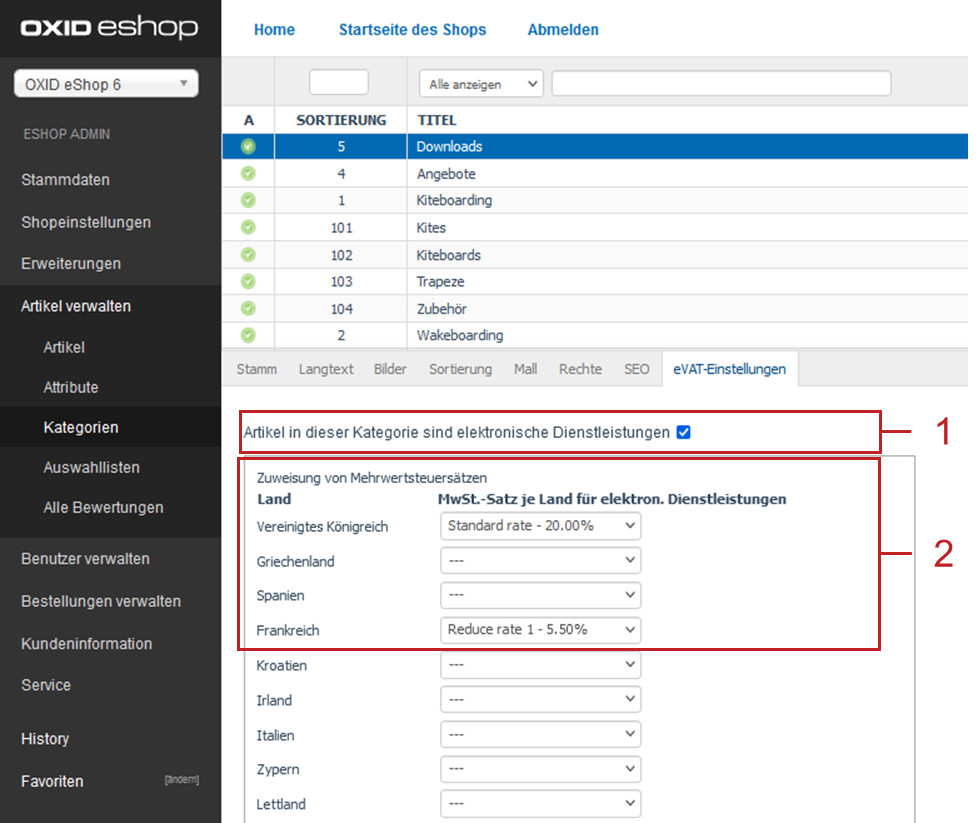 OXID eshop
Home Startseite des Shops Abmelden
OXID eShop 6
Alle anzeigen
ESHOP ADMIN
A SORTIERUNG TITEL
5 Downloads
4 Angebote
1 Kiteboarding
101 Kites
102 Kiteboards
103 Trapeze
104 Zubehör
2 Wakeboarding
Stammdaten
Shopeinstellungen
Erweiterungen
Artikel verwalten
Artikel
Attribute
Kategorien
Auswahllisten
Alle Bewertungen
Benutzer verwalten
Bestellungen verwalten
Kundeninformation
Service
History
Favoriten [ändern]
Stamm Langtext Bilder Sortierung Mall Rechte SEO eVAT-Einstellungen
Artikel in dieser Kategorie sind elektronische Dienstleistungen 1
Zuweisung von Mehrwertsteuersätzen
Land MwSt.-Satz je Land für elektron. Dienstleistungen
Vereinigtes Königreich Standard rate - 20.00%
2
Griechenland ---
Spanien ---
Frankreich Reduce rate 1 - 5.50%
Kroatien ---
Irland ---
Italien ---
Zypern ---
Lettland ---